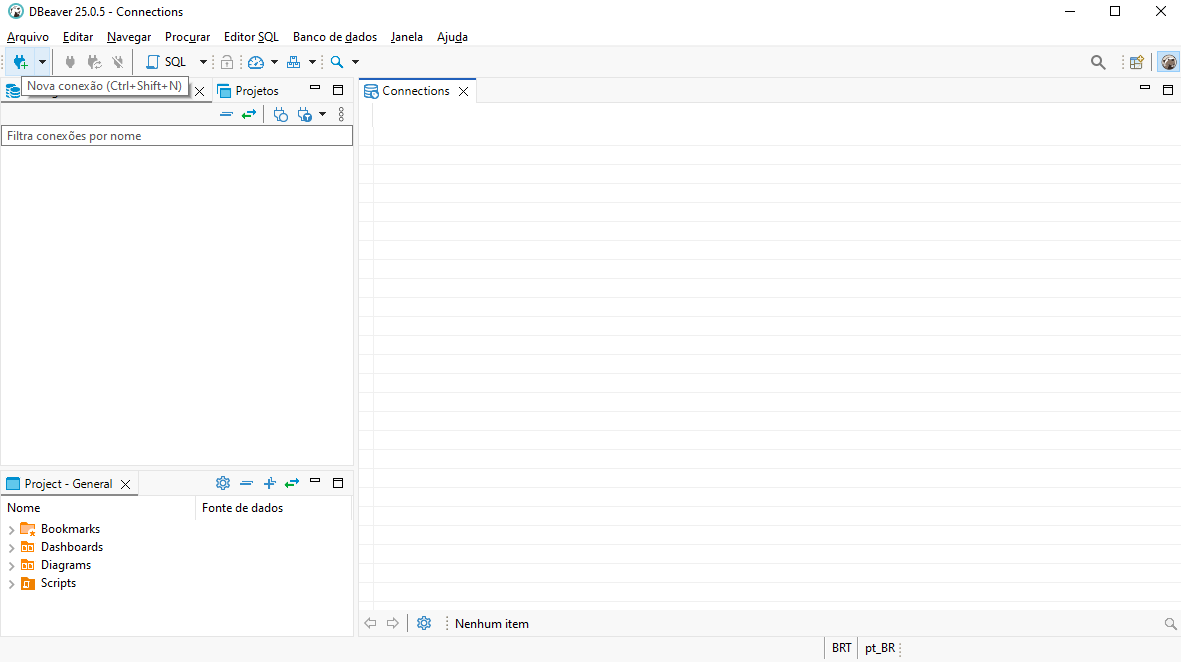 DBeaver 25.0.5 - Connections
Arquivo Editar Navegar Procurar Editor SQL Banco de dados Janela Ajuda
SQL
Nova conexão (Ctrl+Shift+N)
Projetos
Connections
Filtra conexões por nome
Project - General
Nome Fonte de dados
Bookmarks
Dashboards
Diagrams
Scripts
Nenhum item
BRT pt_BR